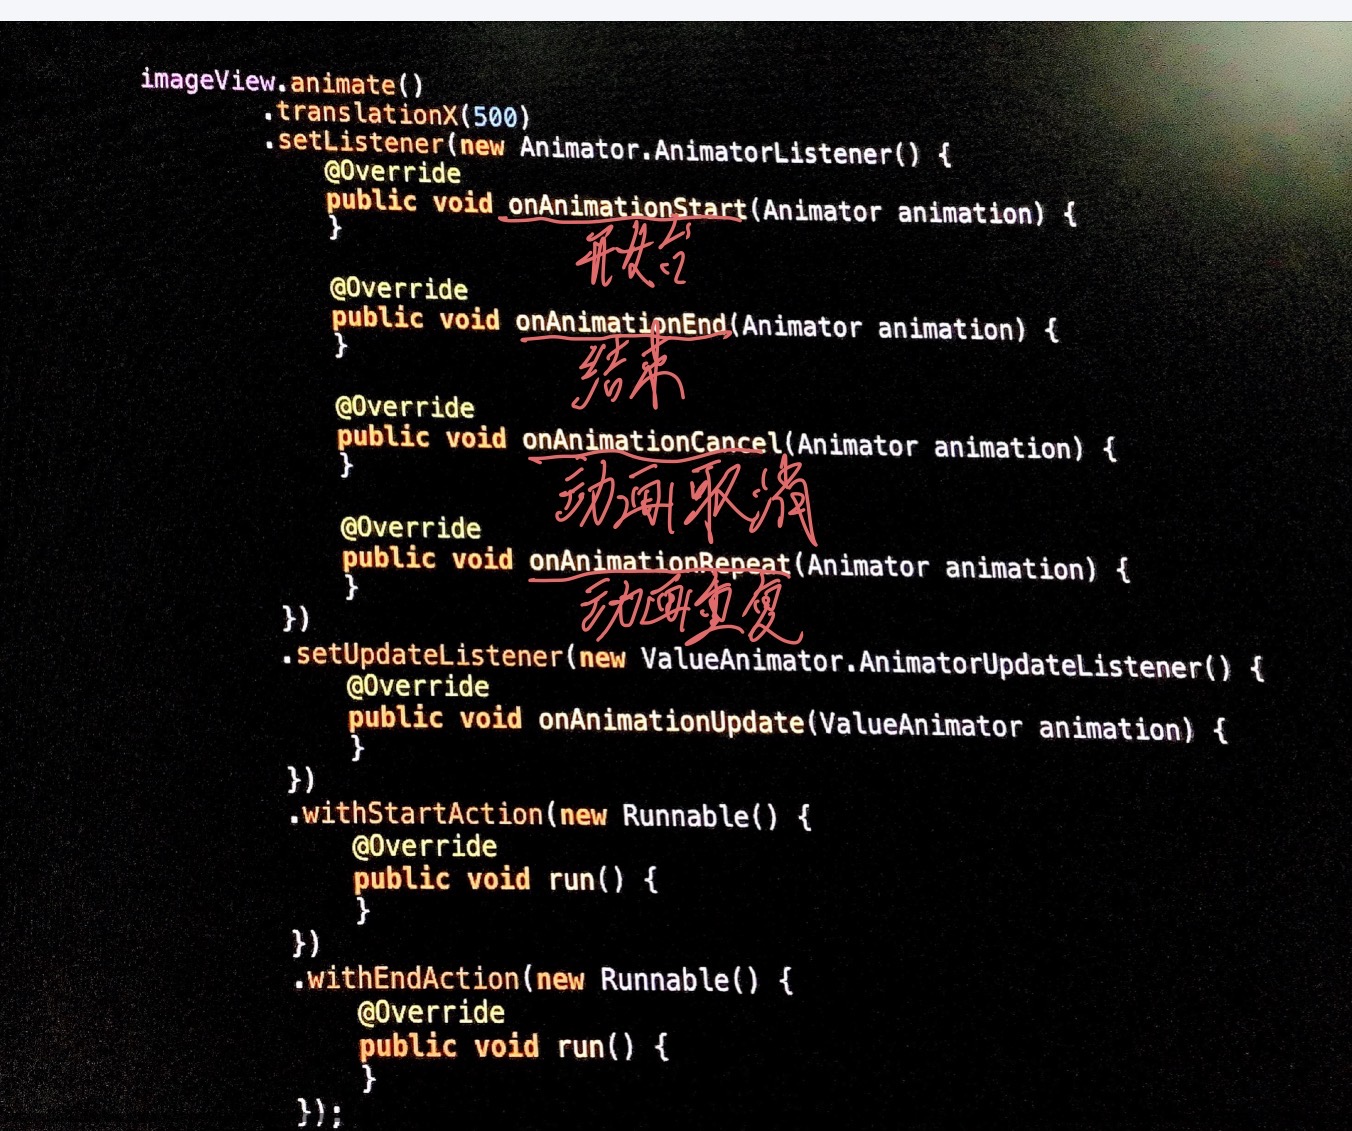 imageView.animate()
.translationX(500)
.setListener(new Animator.AnimatorListener() {
@Override
public void onAnimationStart(Animator animation) {
}
开始
@Override
public void onAnimationEnd(Animator animation) {
}
结束
@Override
public void onAnimationCancel(Animator animation) {
}
动画取消
@Override
public void onAnimationRepeat(Animator animation) {
}
动画重复
})
.setUpdateListener(new ValueAnimator.AnimatorUpdateListener() {
@Override
public void onAnimationUpdate(ValueAnimator animation) {
}
})
.withStartAction(new Runnable() {
@Override
public void run() {
}
})
.withEndAction(new Runnable() {
@Override
public void run() {
}
});